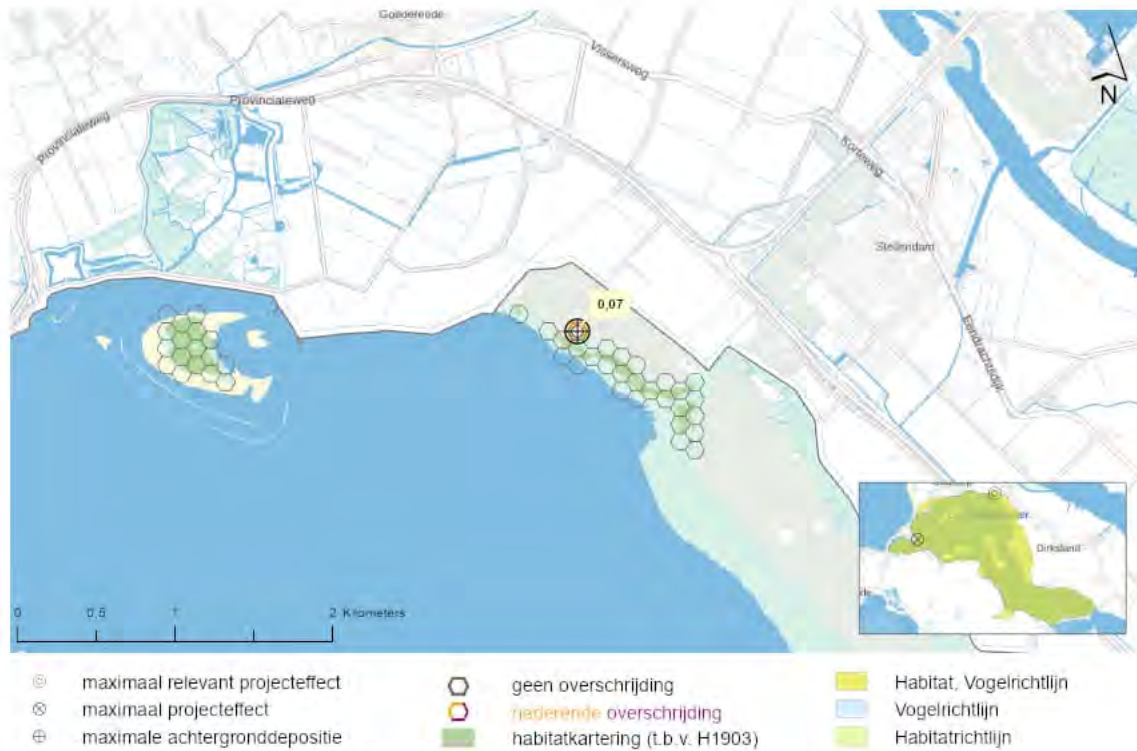 Goedereede
Vissersweg
N
Provincialeweg
Provincialeweg
Korteweg
Stellendam
0,07
Eendrachtsdijk
Dirksland
0 0,5 1 2 Kilometers
maximaal relevant projecteffect
geen overschrijding
Habitat, Vogelrichtlijn
maximaal projecteffect
naderende overschrijding
Vogelrichtlijn
maximale achtergronddepositie
habitatkartering (t.b.v. H1903)
Habitatrichtlijn